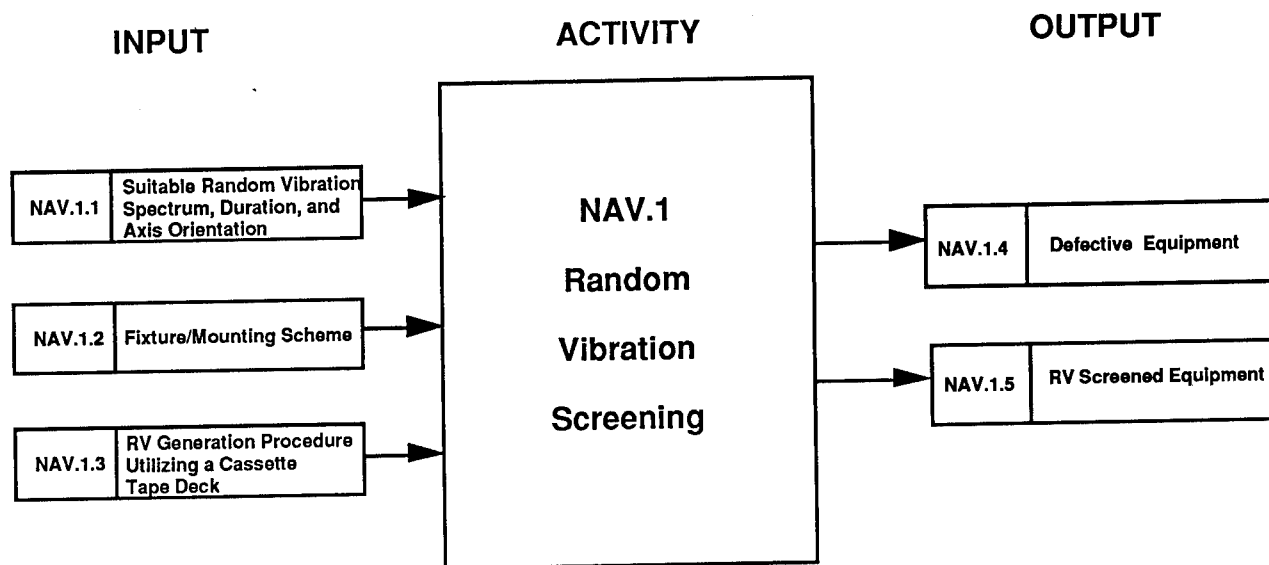 INPUT
ACTIVITY
OUTPUT
NAV.1.1
Suitable Random Vibration
Spectrum, Duration, and
Axis Orientation
NAV.1.2
Fixture/Mounting Scheme
NAV.1.3
RV Generation Procedure
Utilizing a Cassette
Tape Deck
NAV.1
Random
Vibration
Screening
NAV.1.4
Defective Equipment
NAV.1.5
RV Screened Equipment